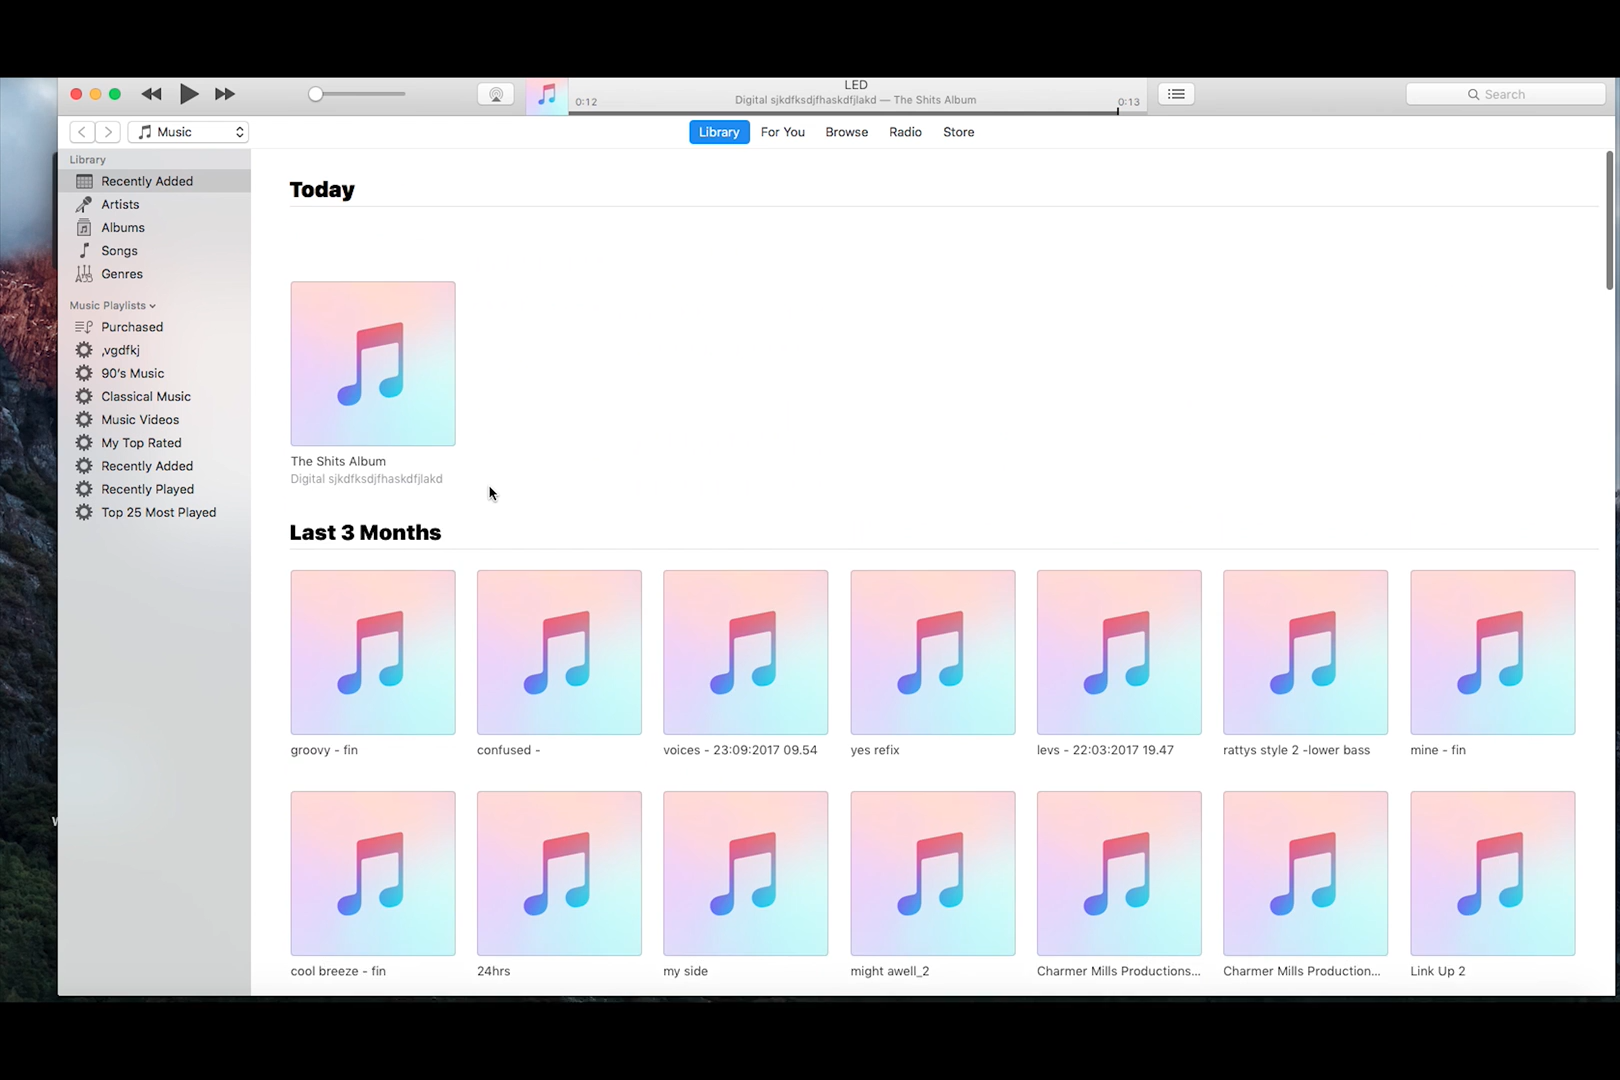 LED
Digital sjkdfksdjfhaskdfjlakd — The Shits Album
0:12
0:13
Search
Music
Library
For You
Browse
Radio
Store
Library
Recently Added
Artists
Albums
Songs
Genres
Music Playlists
Purchased
,vgdfkj
90's Music
Classical Music
Music Videos
My Top Rated
Recently Added
Recently Played
Top 25 Most Played
Today
The Shits Album
Digital sjkdfksdjfhaskdfjlakd
Last 3 Months
groovy - fin
confused -
voices - 23:09:2017 09.54
yes refix
levs - 22:03:2017 19.47
rattys style 2 -lower bass
mine - fin
cool breeze - fin
24hrs
my side
might awell_2
Charmer Mills Productions...
Charmer Mills Production...
Link Up 2